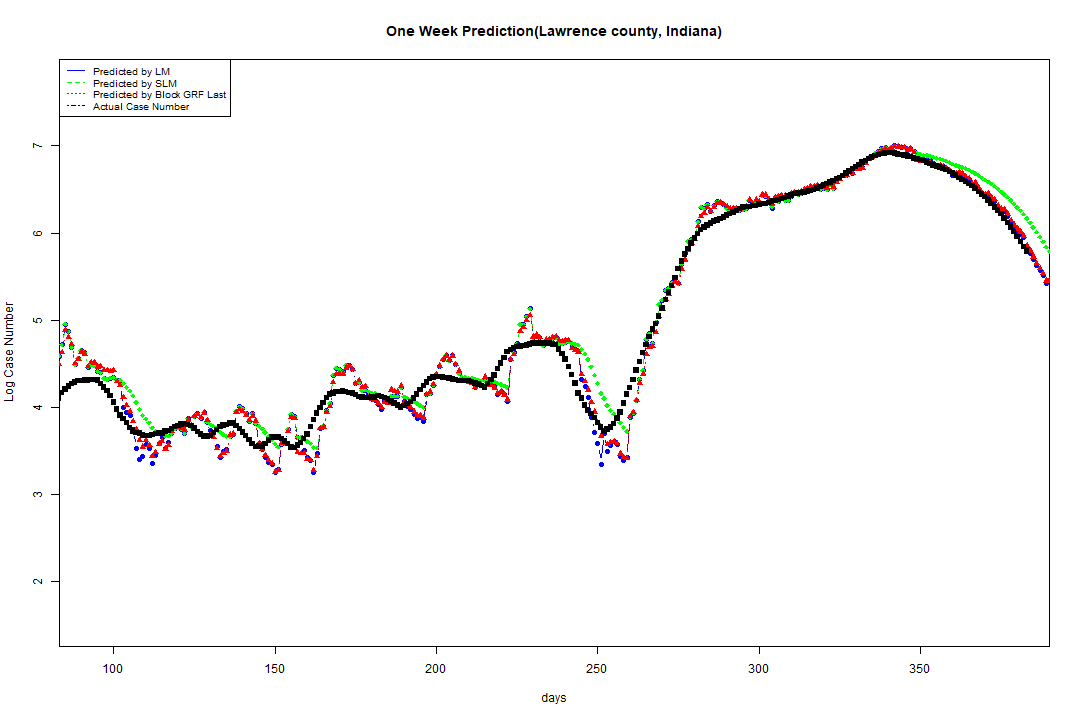 One Week Prediction(Lawrence county, Indiana)
Predicted by LM
Predicted by SLM
Predicted by Block GRF Last
Actual Case Number
Log Case Number
7
6
5
4
3
2
100 150 200 250 300 350
days